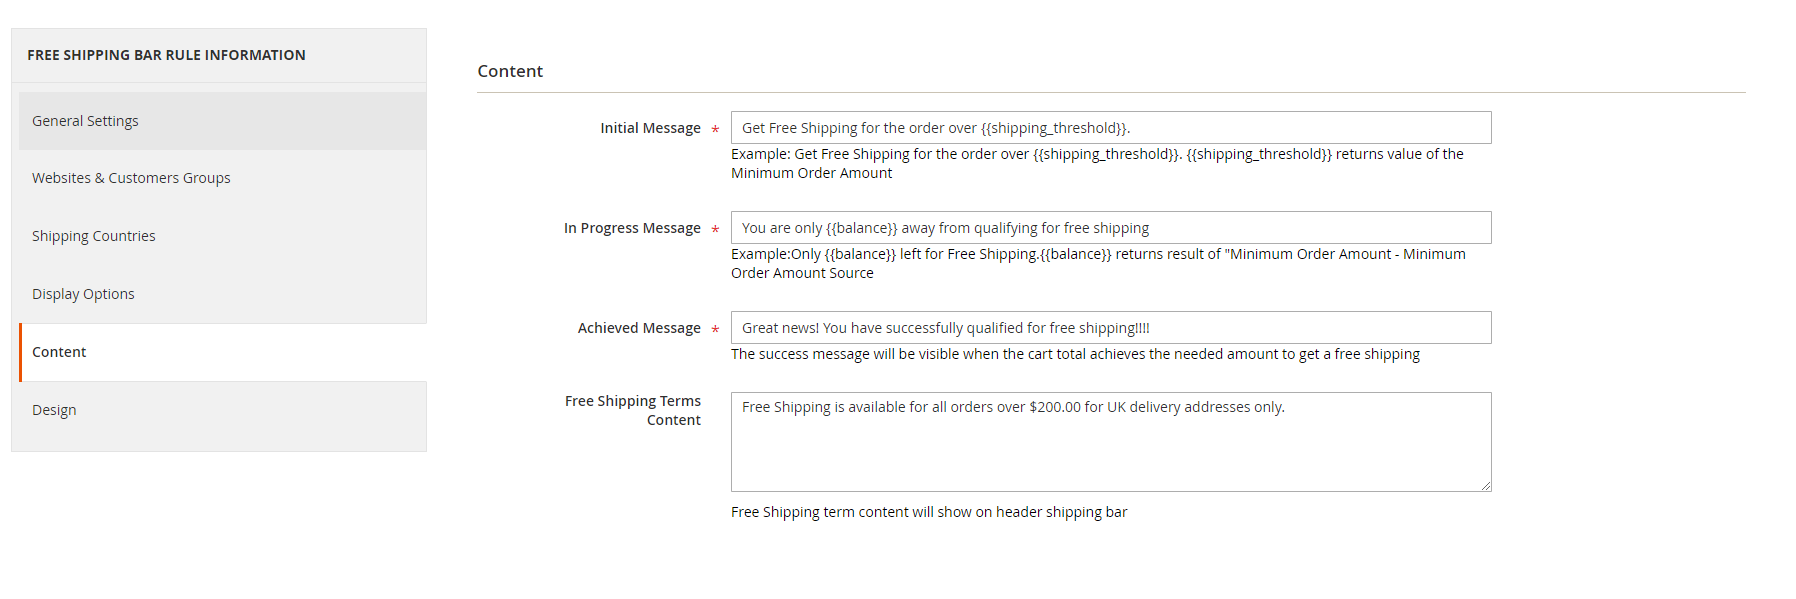 FREE SHIPPING BAR RULE INFORMATION
General Settings
Websites & Customers Groups
Shipping Countries
Display Options
Content
Design
Content
Initial Message *
Get Free Shipping for the order over {{shipping_threshold}}.
Example: Get Free Shipping for the order over {{shipping_threshold}}. {{shipping_threshold}} returns value of the
Minimum Order Amount
In Progress Message *
You are only {{balance}} away from qualifying for free shipping
Example:Only {{balance}} left for Free Shipping.{{balance}} returns result of "Minimum Order Amount - Minimum
Order Amount Source
Achieved Message *
Great news! You have successfully qualified for free shipping!!!!
The success message will be visible when the cart total achieves the needed amount to get a free shipping
Free Shipping Terms
Content
Free Shipping is available for all orders over $200.00 for UK delivery addresses only.
Free Shipping term content will show on header shipping bar